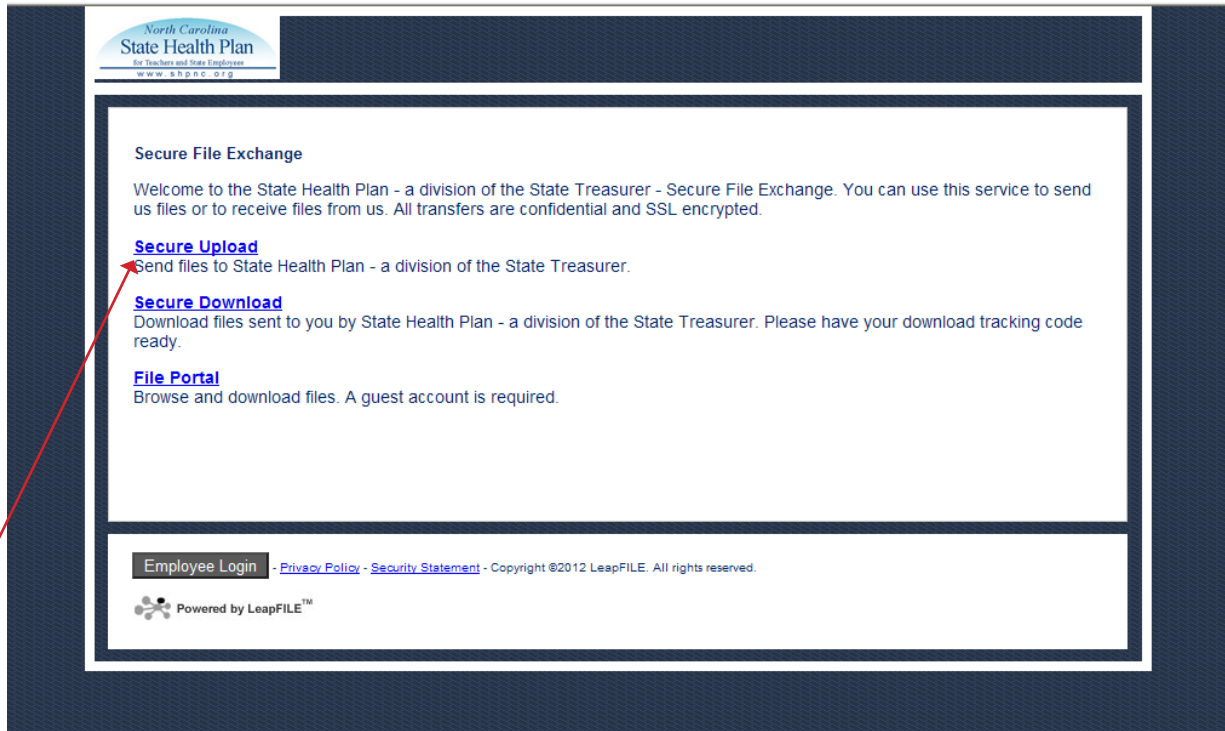 North Carolina
State Health Plan
for Teachers and State Employees
www.shpnc.org
Secure File Exchange
Welcome to the State Health Plan - a division of the State Treasurer - Secure File Exchange. You can use this service to send
us files or to receive files from us. All transfers are confidential and SSL encrypted.
Secure Upload
Send files to State Health Plan - a division of the State Treasurer.
Secure Download
Download files sent to you by State Health Plan - a division of the State Treasurer. Please have your download tracking code
ready.
File Portal
Browse and download files. A guest account is required.
Employee Login - Privacy Policy - Security Statement - Copyright ©2012 LeapFILE. All rights reserved.
Powered by LeapFILE™